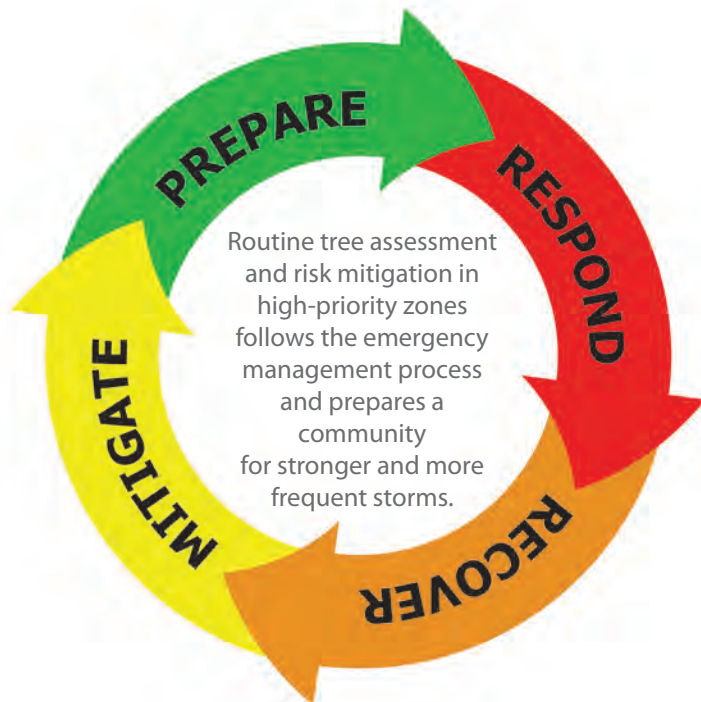 PREPARE
RESPOND
Routine tree assessment
and risk mitigation in
high-priority zones
follows the emergency
management process
and prepares a
community
for stronger and more
frequent storms.
RECOVER
MITIGATE